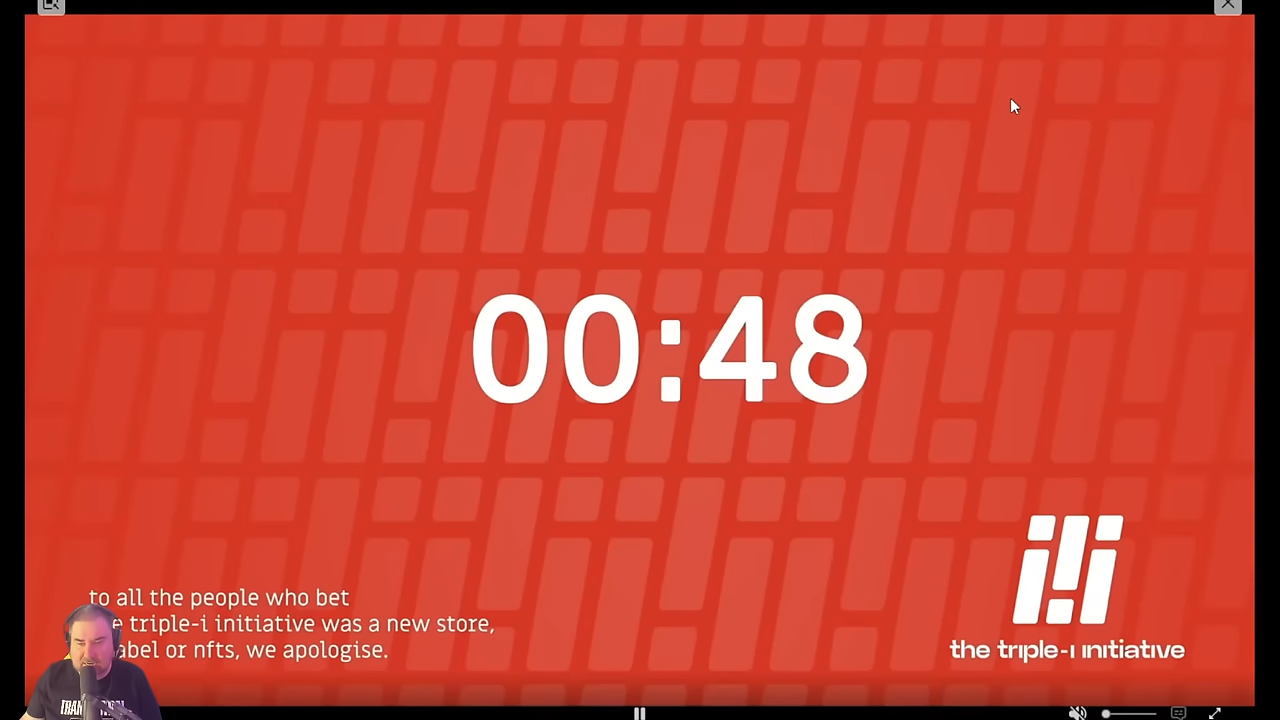 00:48
to all the people who bet
e triple-i initiative was a new store,
abel or nfts, we apologise.
the triple-i initiative